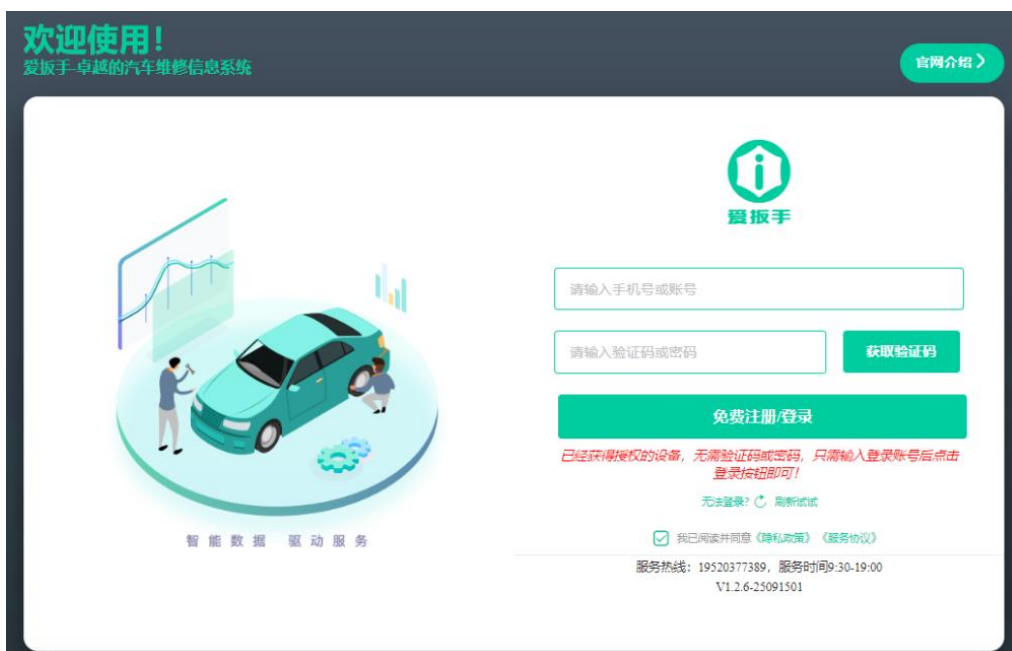 欢迎使用！
爱扳手-卓越的汽车维修信息系统
官网介绍
爱扳手
请输入手机号或账号
请输入验证码或密码
获取验证码
免费注册/登录
已经获得授权的设备，无需验证码或密码，只需输入登录账号后点击
登录按钮即可！
无法登录? 刷新试试
我已阅读并同意《隐私政策》《服务协议》
智能数据 驱动服务
服务热线：19520377389，服务时间9:30-19:00
V1.2.6-25091501